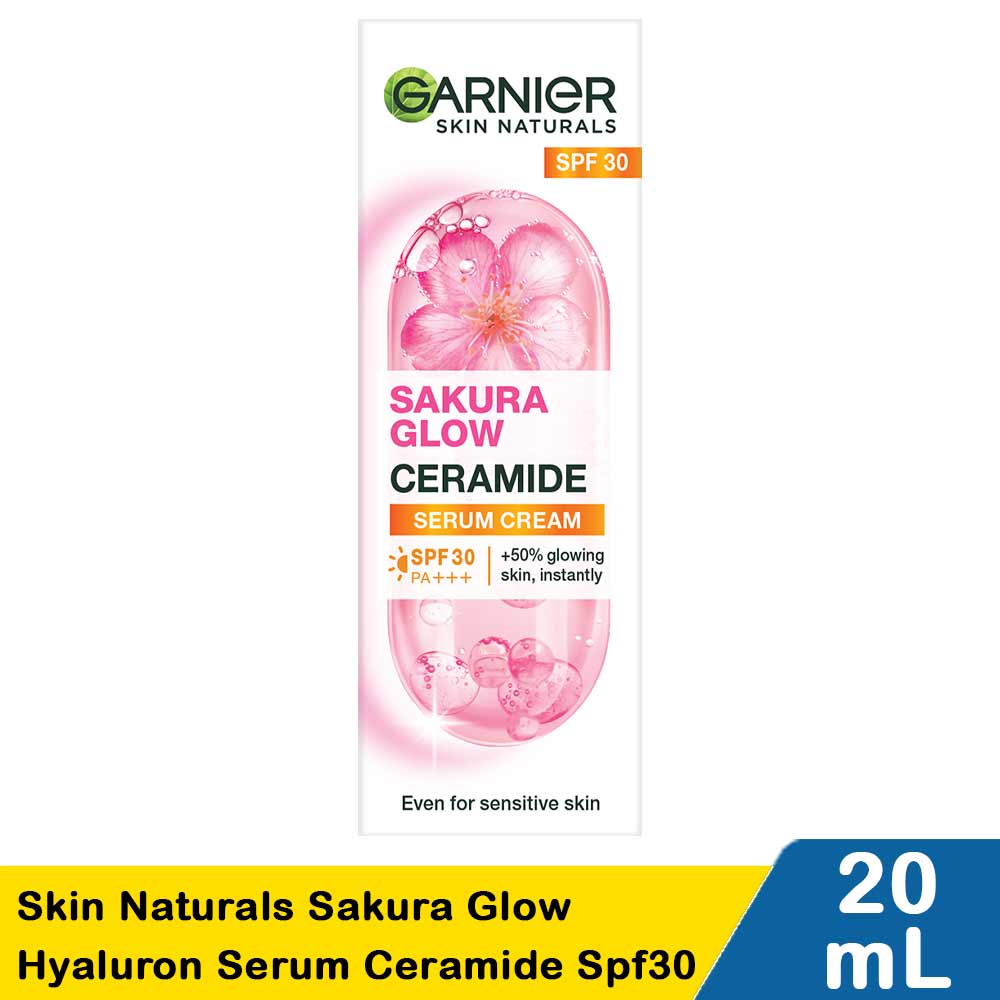 GARNIER
SKIN NATURALS
SPF 30
SAKURA
GLOW
CERAMIDE
SERUM CREAM
SPF 30
PA+++
+50% glowing
skin, instantly
Even for sensitive skin
Skin Naturals Sakura Glow
Hyaluron Serum Ceramide Spf30
20
mL